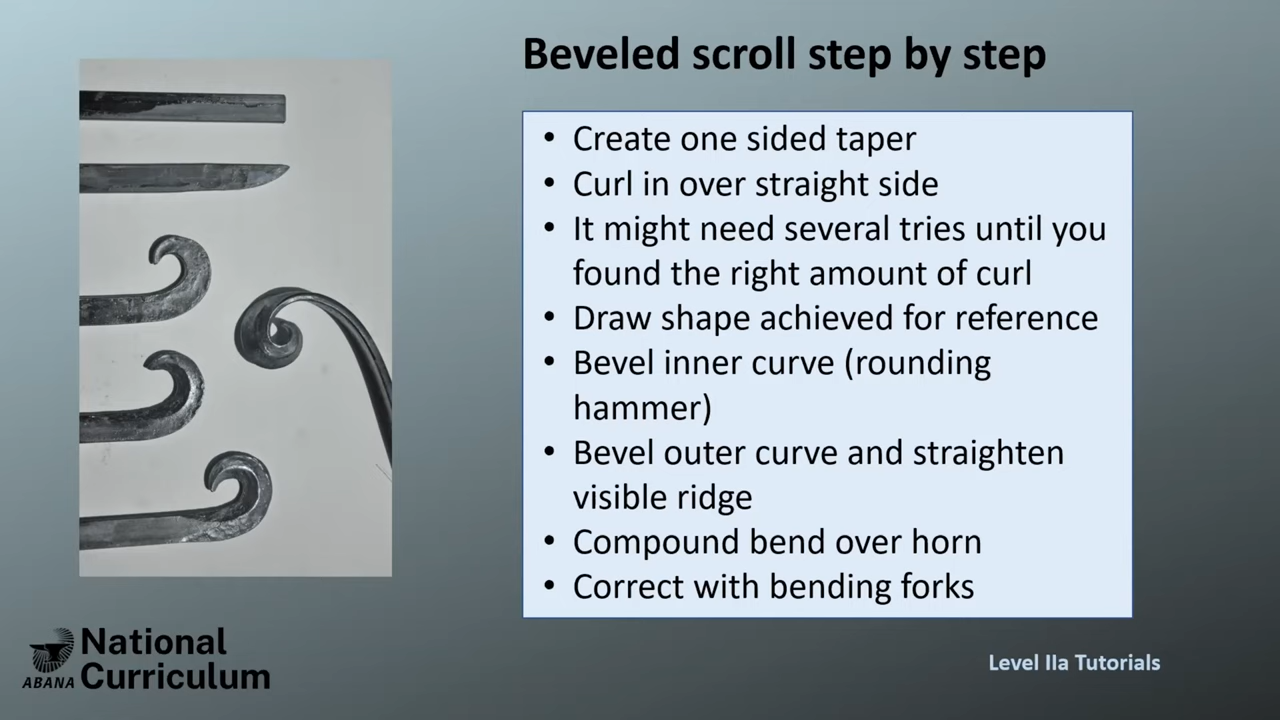 Beveled scroll step by step
• Create one sided taper
• Curl in over straight side
• It might need several tries until you
found the right amount of curl
• Draw shape achieved for reference
• Bevel inner curve (rounding
hammer)
• Bevel outer curve and straighten
visible ridge
• Compound bend over horn
• Correct with bending forks
National
ABANA Curriculum
Level IIa Tutorials